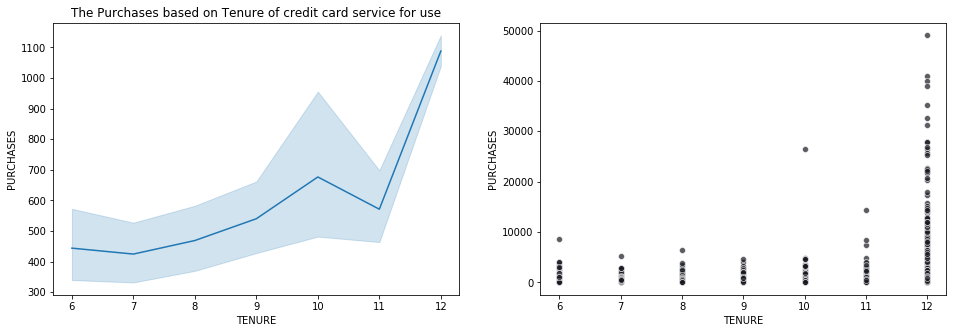 The Purchases based on Tenure of credit card service for use
PURCHASES
1100
1000
900
800
700
600
500
400
300
6 7 8 9 10 11 12
TENURE
PURCHASES
50000
40000
30000
20000
10000
0
6 7 8 9 10 11 12
TENURE